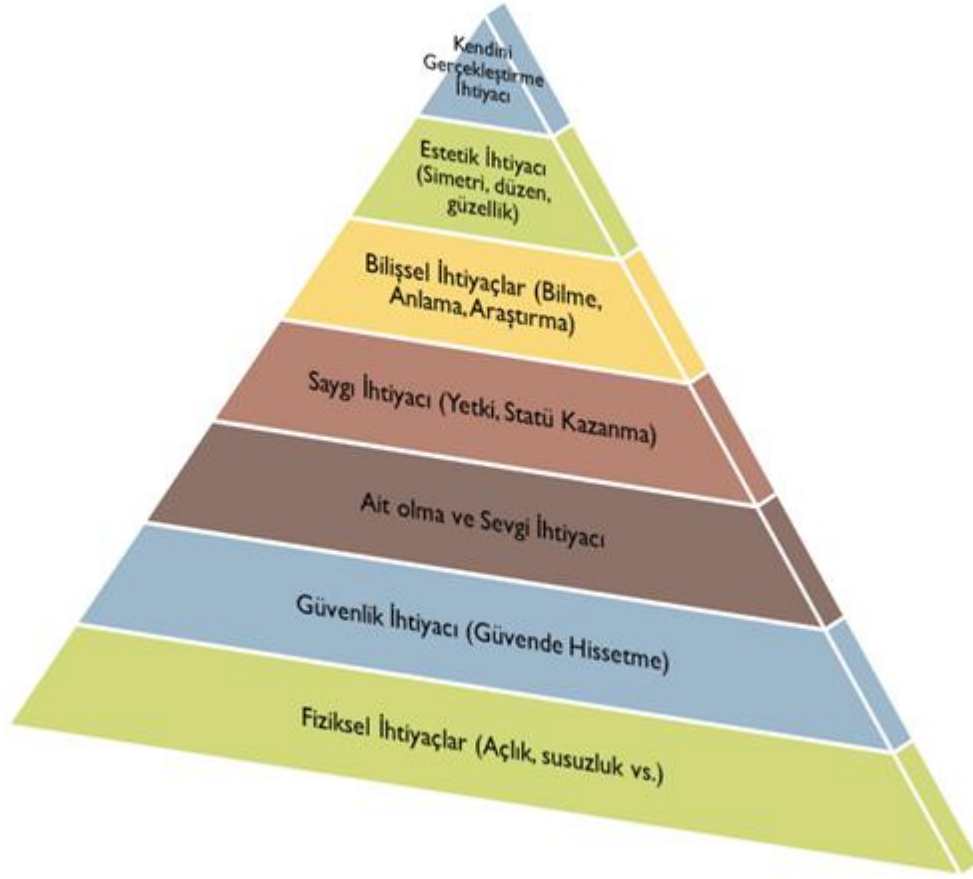 Kendini
Gerçekleştirme
İhtiyacı
Estetik İhtiyacı
(Simetri, düzen,
güzellik)
Bilişsel İhtiyaçlar (Bilme,
Anlama,Araştırma)
Saygı İhtiyacı (Yetki, Statü Kazanma)
Ait olma ve Sevgi İhtiyacı
Güvenlik İhtiyacı (Güvende Hissetme)
Fiziksel İhtiyaçlar (Açlık, susuzluk vs.)